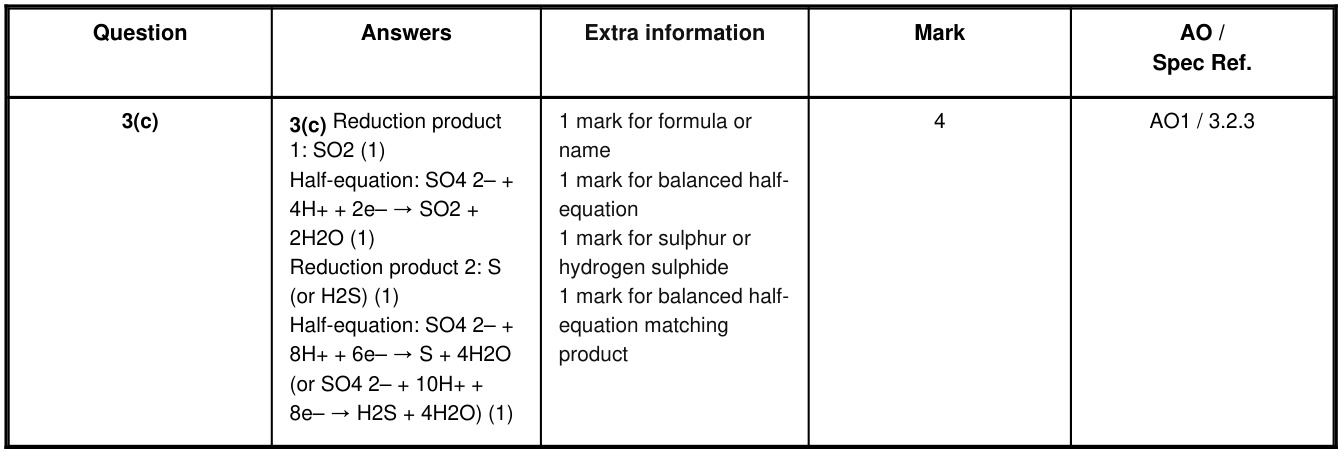 Question Answers Extra information Mark AO /
Spec Ref.
3(c)
3(c) Reduction product
1: SO2 (1)
Half-equation: SO4 2– +
4H+ + 2e– → SO2 +
2H2O (1)
Reduction product 2: S
(or H2S) (1)
Half-equation: SO4 2– +
8H+ + 6e– → S + 4H2O
(or SO4 2– + 10H+ +
8e– → H2S + 4H2O) (1)
1 mark for formula or
name
1 mark for balanced half-
equation
1 mark for sulphur or
hydrogen sulphide
1 mark for balanced half-
equation matching
product
4
AO1 / 3.2.3